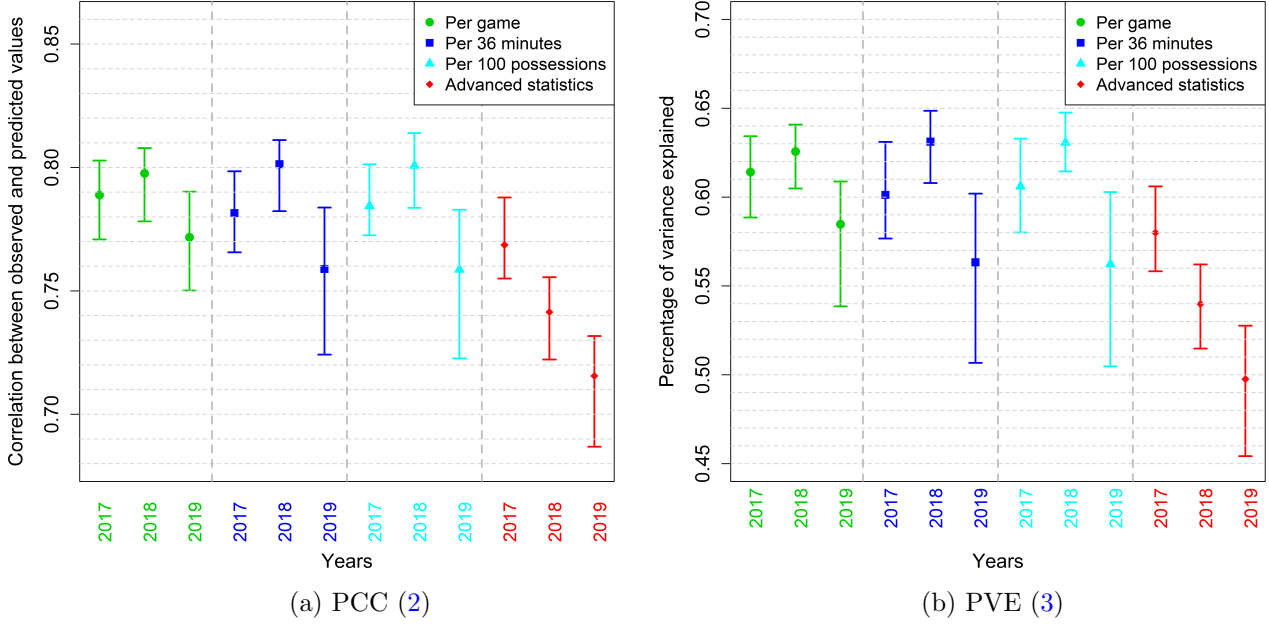 Correlation between observed and predicted values
0.85
0.80
0.75
0.70
Per game
Per 36 minutes
Per 100 possessions
Advanced statistics
2017 2018 2019 2017 2018 2019 2017 2018 2019 2017 2018 2019
Years
(a) PCC (2)
Percentage of variance explained
0.70
0.65
0.60
0.55
0.50
0.45
Per game
Per 36 minutes
Per 100 possessions
Advanced statistics
2017 2018 2019 2017 2018 2019 2017 2018 2019 2017 2018 2019
Years
(b) PVE (3)